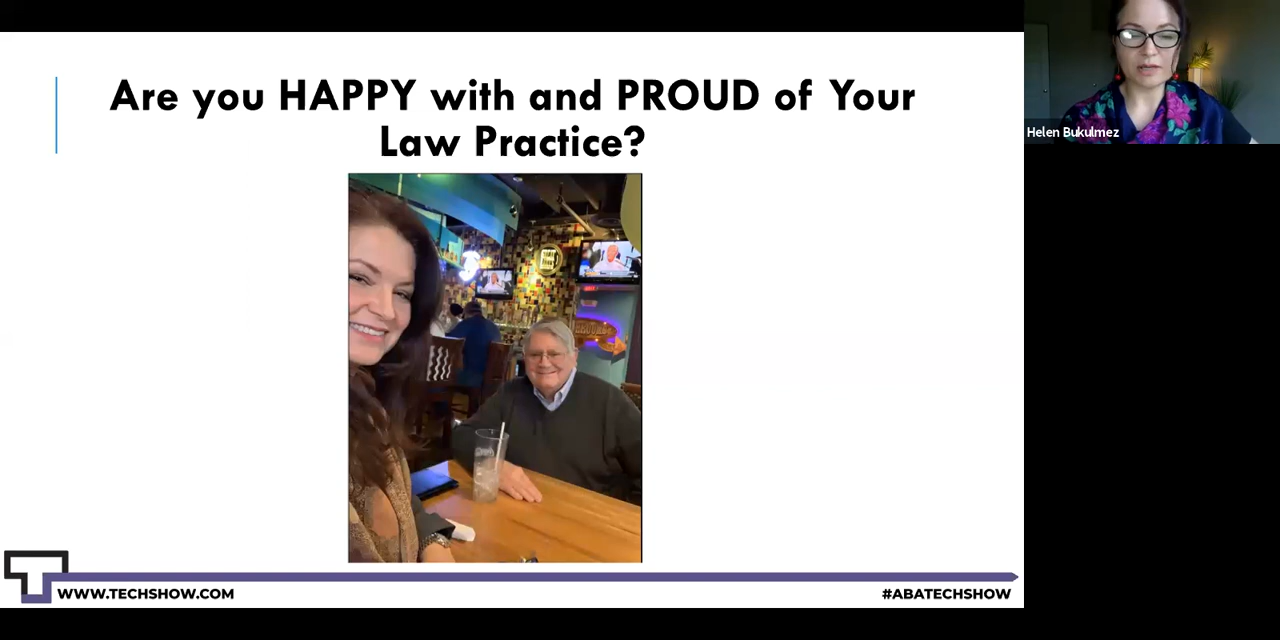 Are you HAPPY with and PROUD of Your
Law Practice?
Helen Bukulmez
WWW.TECHSHOW.COM
#ABATECHSHOW